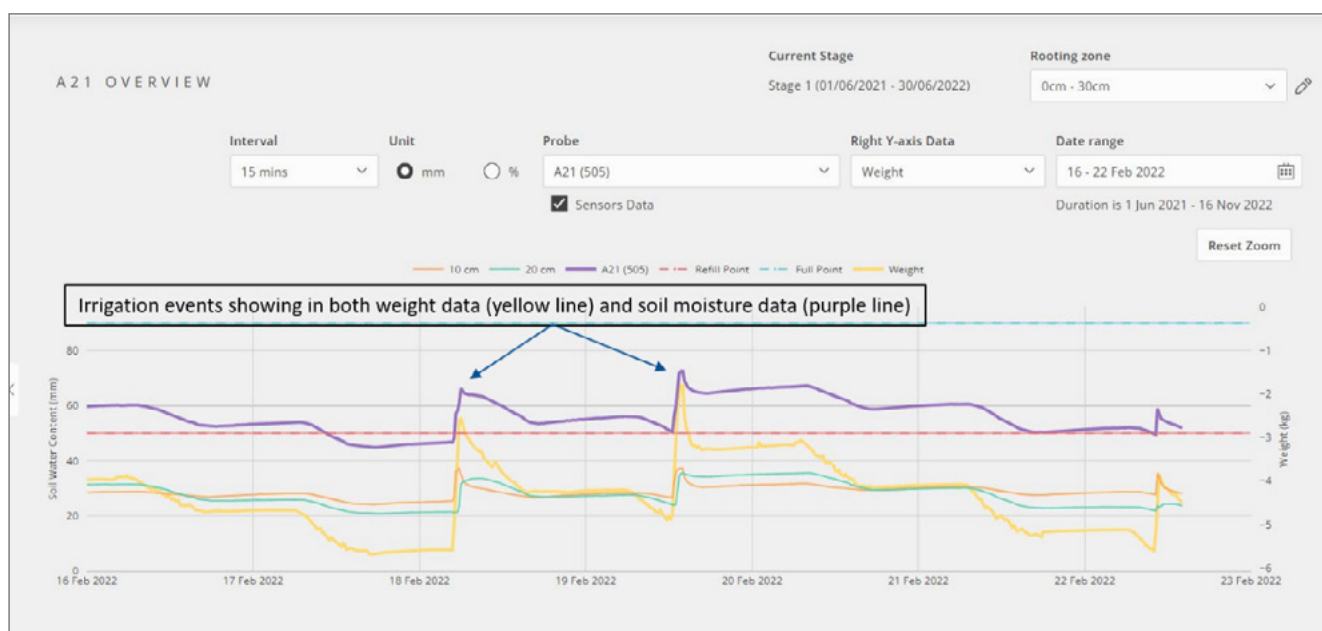 Current Stage Rooting zone
A21 OVERVIEW
Stage 1 (01/06/2021 - 30/06/2022) 0cm - 30cm
Interval Unit Probe Right Y-axis Data Date range
15 mins mm % A21 (505) Weight 16 - 22 Feb 2022
Sensors Data Duration is 1 Jun 2021 - 16 Nov 2022
Reset Zoom
10 cm 20 cm A21 (505) Refill Point Full Point Weight
Irrigation events showing in both weight data (yellow line) and soil moisture data (purple line)
0
80 −1
60 −2
−3
40
−4
20
−5
0 −6
Soil Water Content (mm)
Weight (kg)
16 Feb 2022 17 Feb 2022 18 Feb 2022 19 Feb 2022 20 Feb 2022 21 Feb 2022 22 Feb 2022 23 Feb 2022